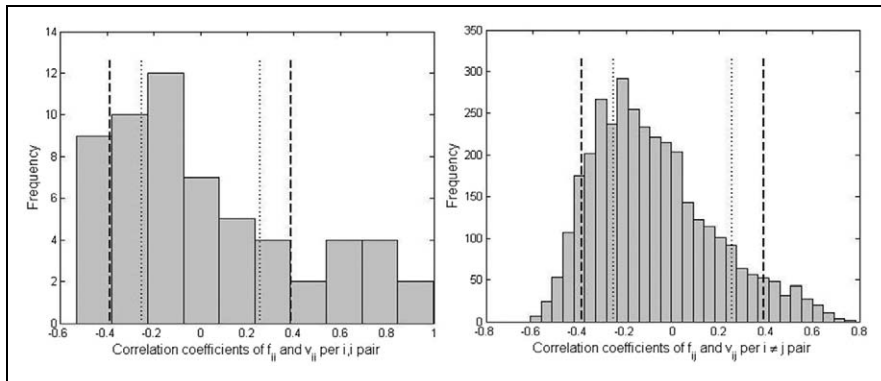 14
12
10
8
6
4
2
0
Frequency
-0.6 -0.4 -0.2 0 0.2 0.4 0.6 0.8 1
Correlation coefficients of f_ii and v_ii per i,i pair
350
300
250
200
150
100
50
0
Frequency
-0.8 -0.6 -0.4 -0.2 0 0.2 0.4 0.6 0.8
Correlation coefficients of f_ij and v_ij per i ≠ j pair